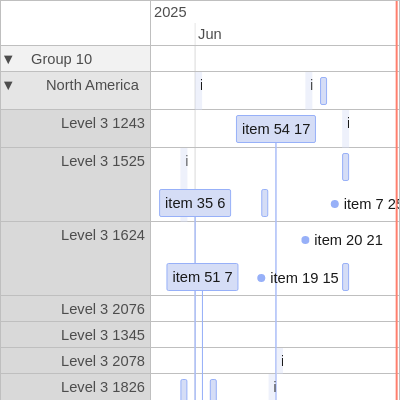 2025
Jun
▼ Group 10
▼ North America i i
Level 3 1243 item 54 17 i
Level 3 1525 i
item 35 6 item 7 25
Level 3 1624 item 20 21
item 51 7 item 19 15
Level 3 2076
Level 3 1345
Level 3 2078 i
Level 3 1826 i